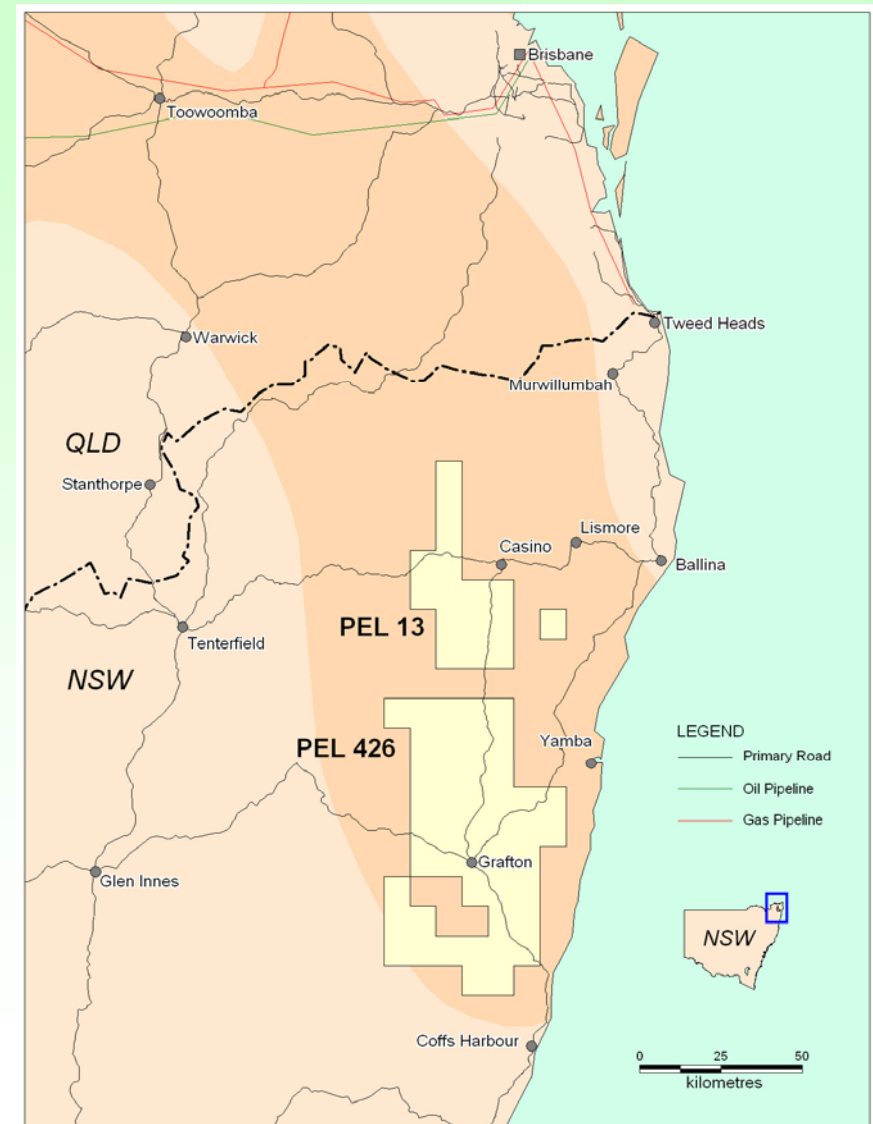 Brisbane
Toowoomba
Warwick
Tweed Heads
Murwillumbah
QLD
Stanthorpe
Lismore
Casino
Ballina
PEL 13
Tenterfield
NSW
PEL 426
Yamba
LEGEND
Primary Road
Oil Pipeline
Gas Pipeline
Grafton
Glen Innes
NSW
Coffs Harbour
0 25 50
kilometres